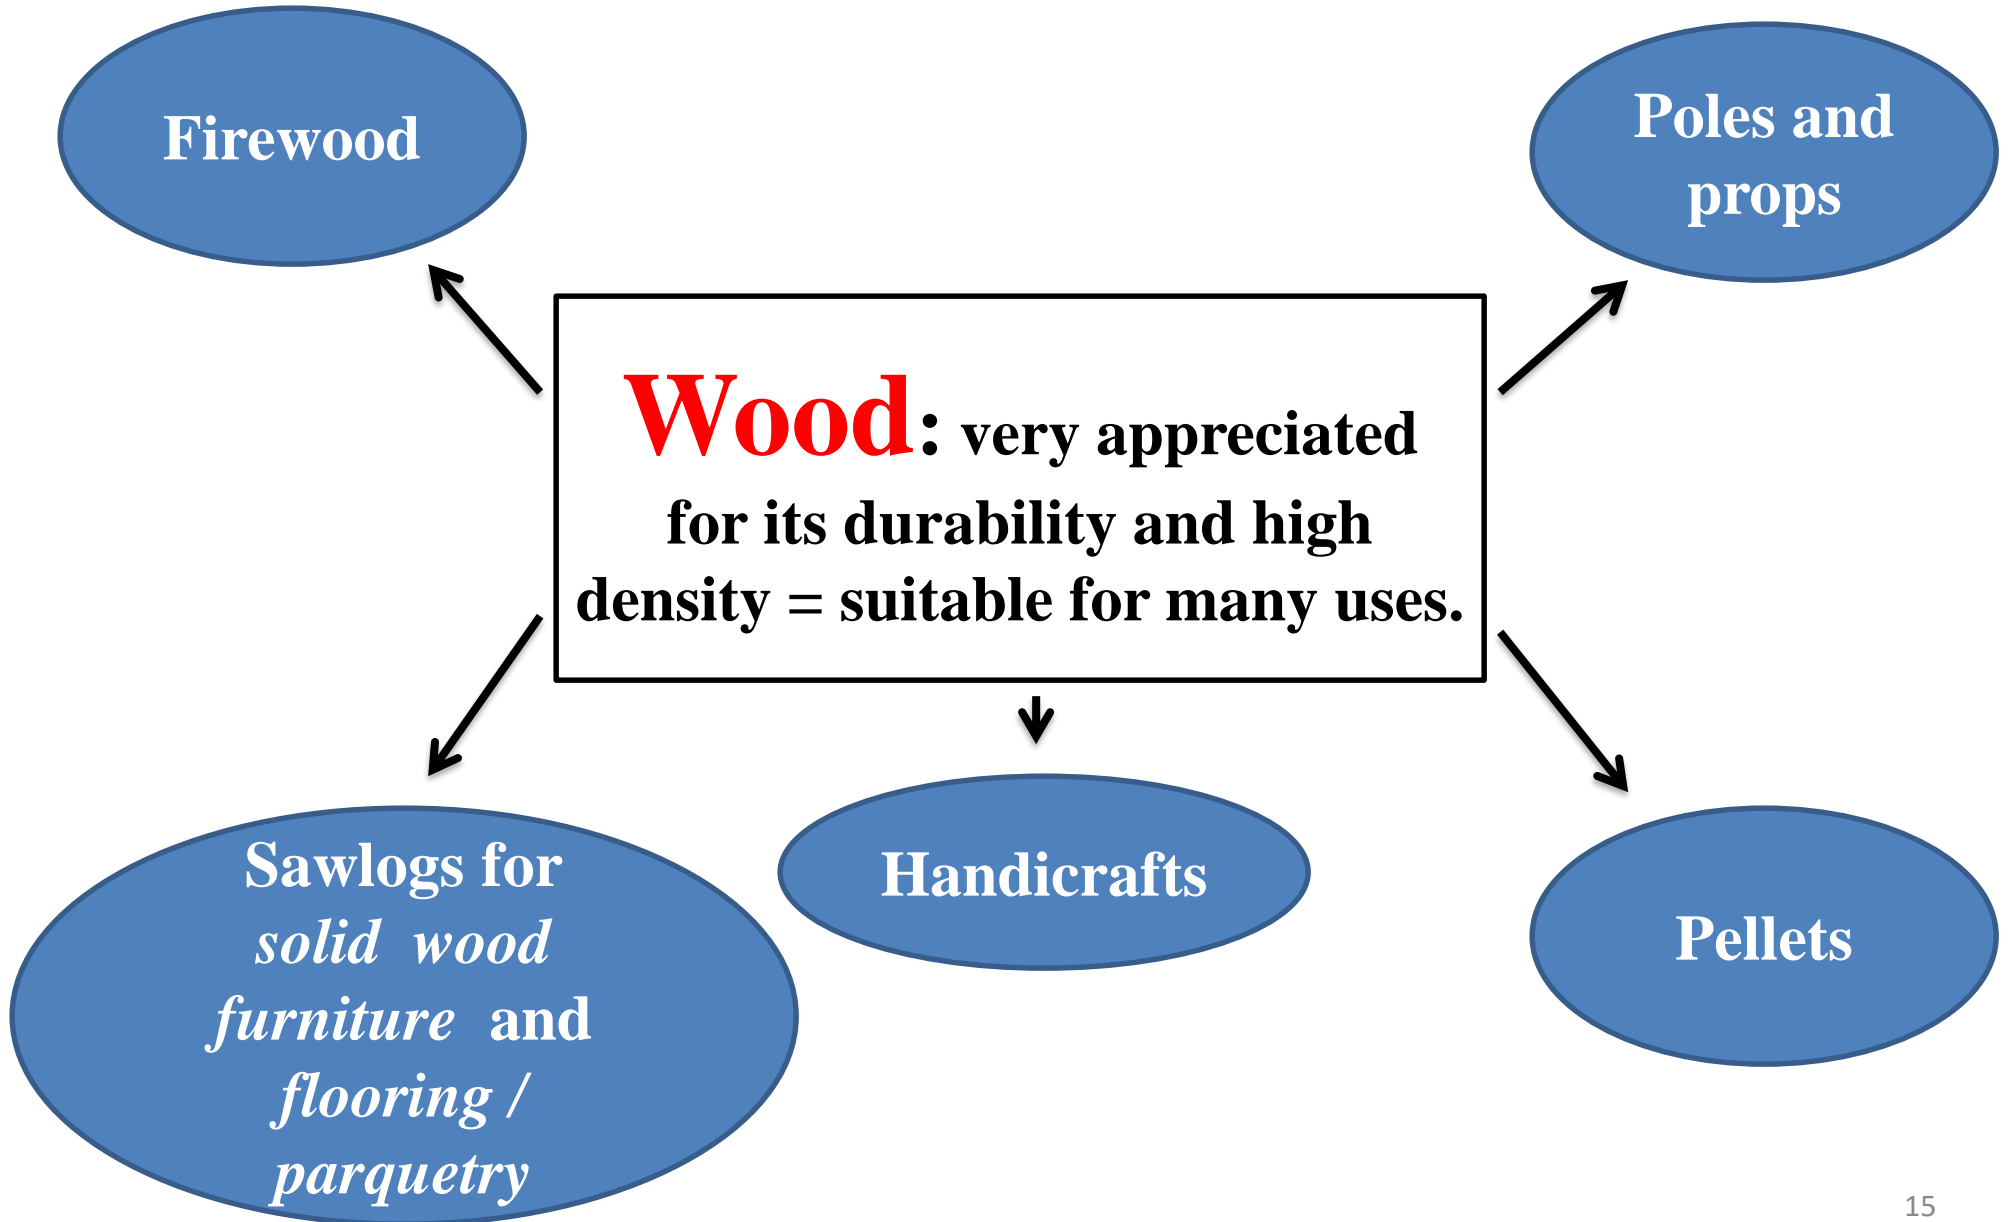 Firewood
Poles and
props
Wood: very appreciated
for its durability and high
density = suitable for many uses.
Sawlogs for
solid wood
furniture and
flooring /
parquetry
Handicrafts
Pellets
15